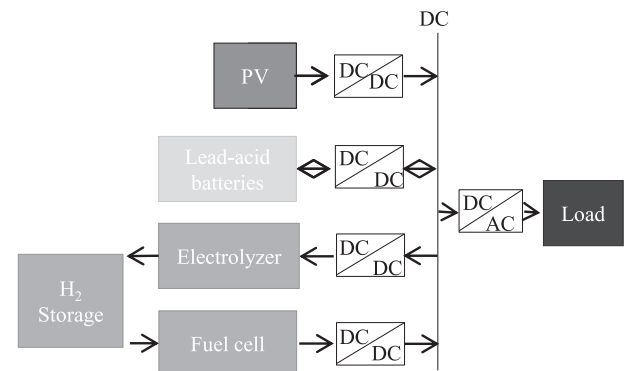 DC
PV
DC
DC
Lead-acid
batteries
DC
DC
DC
AC
Load
Electrolyzer
DC
DC
H₂
Storage
Fuel cell
DC
DC